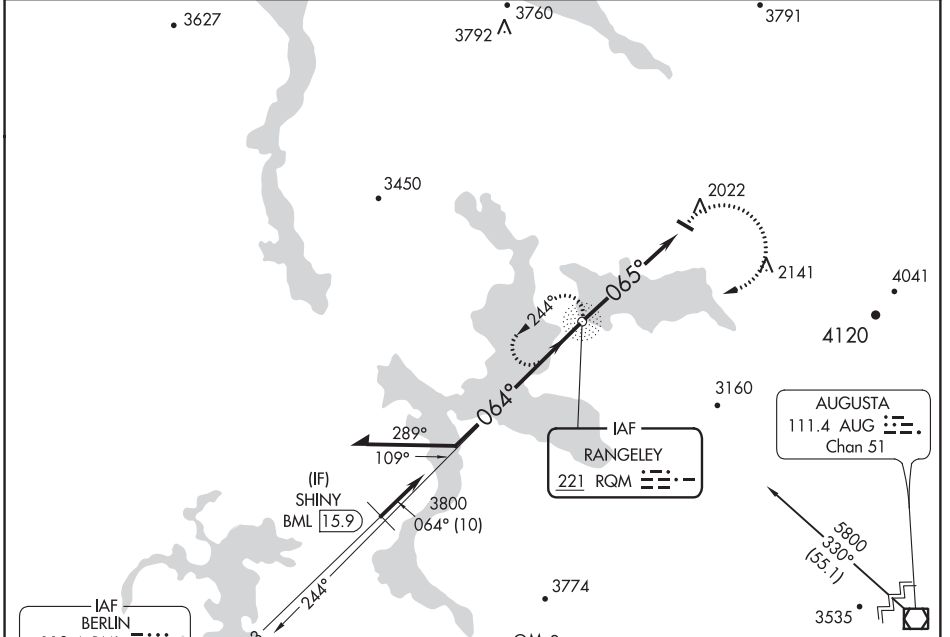 3627
3760
3792
3791
3450
2022
2141
065°
244°
4041
4120
064°
3160
AUGUSTA
111.4 AUG
Chan 51
IAF
RANGELEY
221 RQM
289°
109°
(IF)
SHINY
BML 15.9
3800
064° (10)
5800
330°
(55.1)
244°
3774
3535
IAF
BERLIN